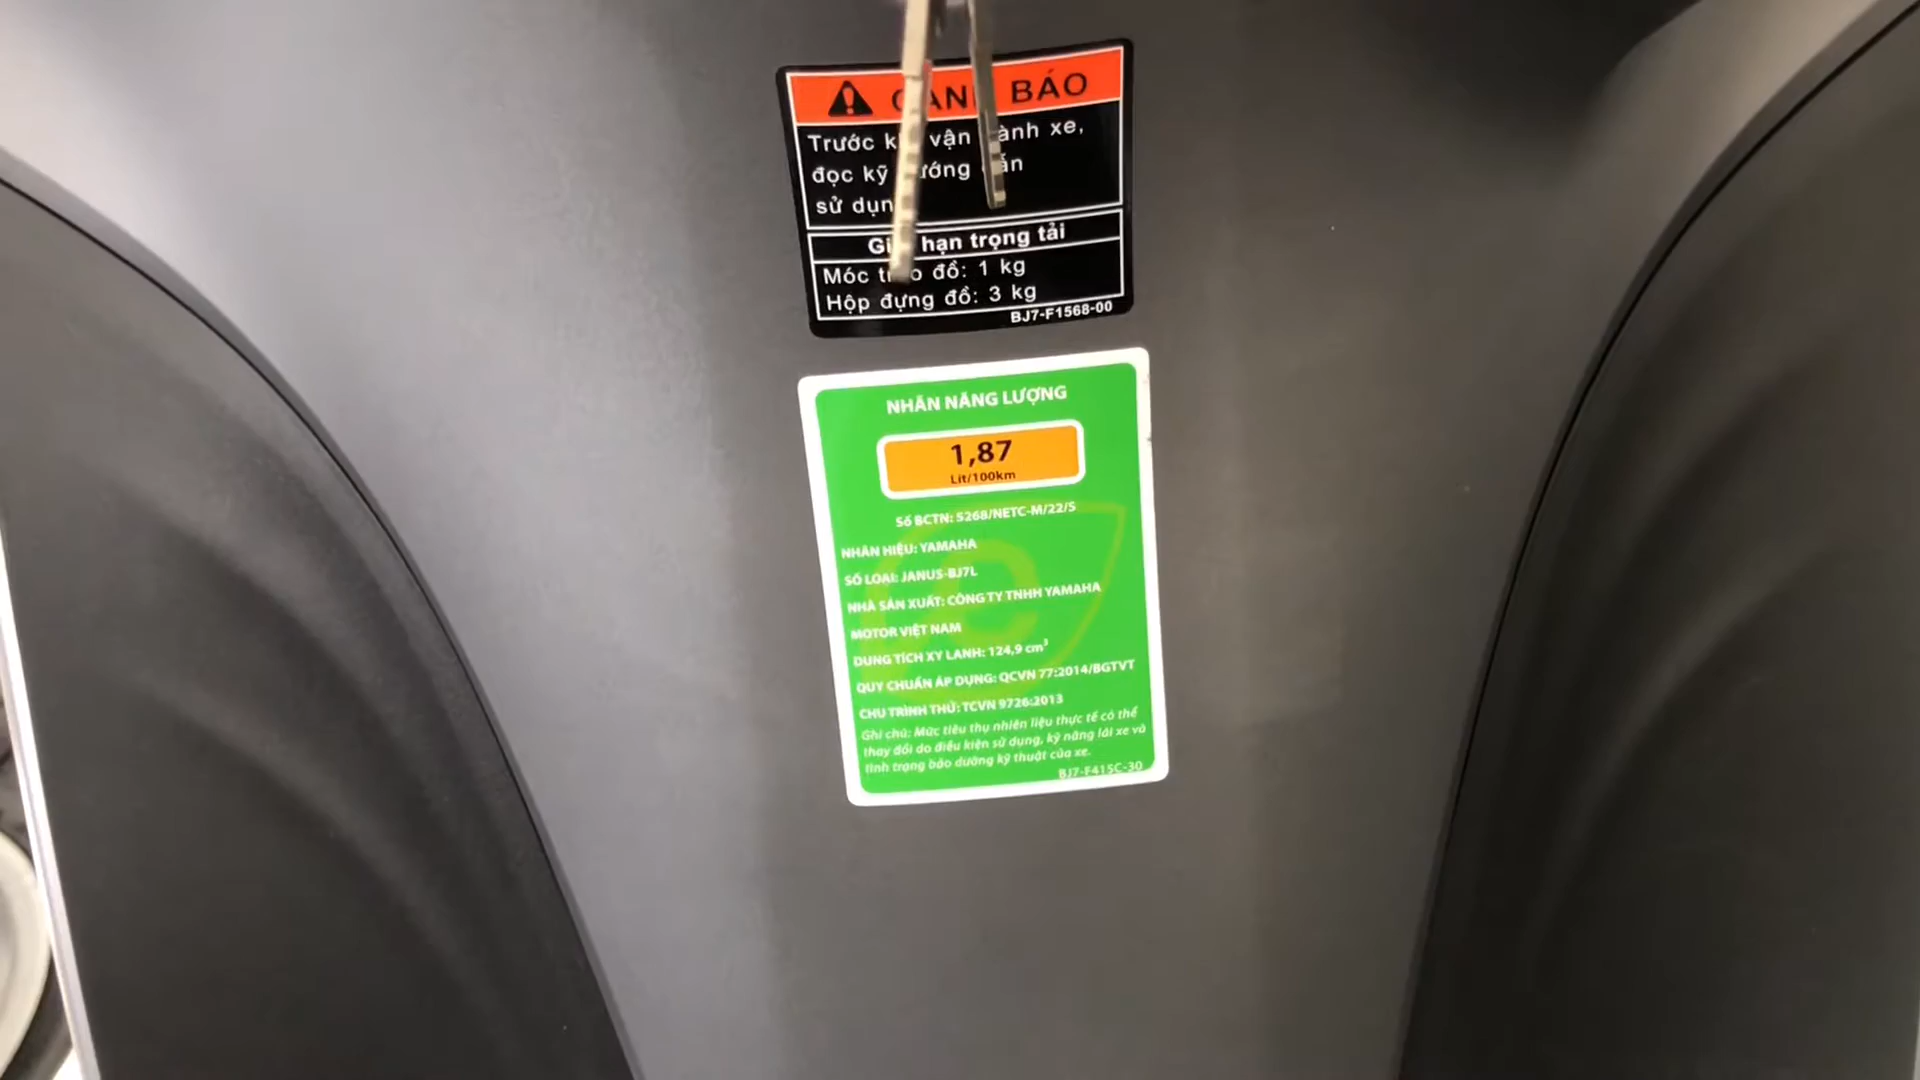 BÁO
Trước vận xe,
đọc kỹ
sử
hạn trọng tải
Móc đồ: 1 kg
Hộp đựng đồ: 3 kg
BJ7-F1568-00
NHÃN NĂNG LƯỢNG
1,87
Lít/100km
Số BCTN: 5268/NETC-M/22/S
NHÃN HIỆU: YAMAHA
SỐ LOẠI: JANUS-BJ7L
NHÀ SẢN XUẤT: CÔNG TY TNHH YAMAHA
MOTOR VIỆT NAM
DUNG TÍCH XY LANH: 124,9 cm³
QUY CHUẨN ÁP DỤNG: QCVN 77:2014/BGTVT
CHU TRÌNH THỬ: TCVN 9726:2013
Ghi chú: Mức tiêu thụ nhiên liệu thực tế có thể
thay đổi do điều kiện sử dụng, kỹ năng lái xe và
tình trạng bảo dưỡng kỹ thuật của xe.
BJ7-F415C-30